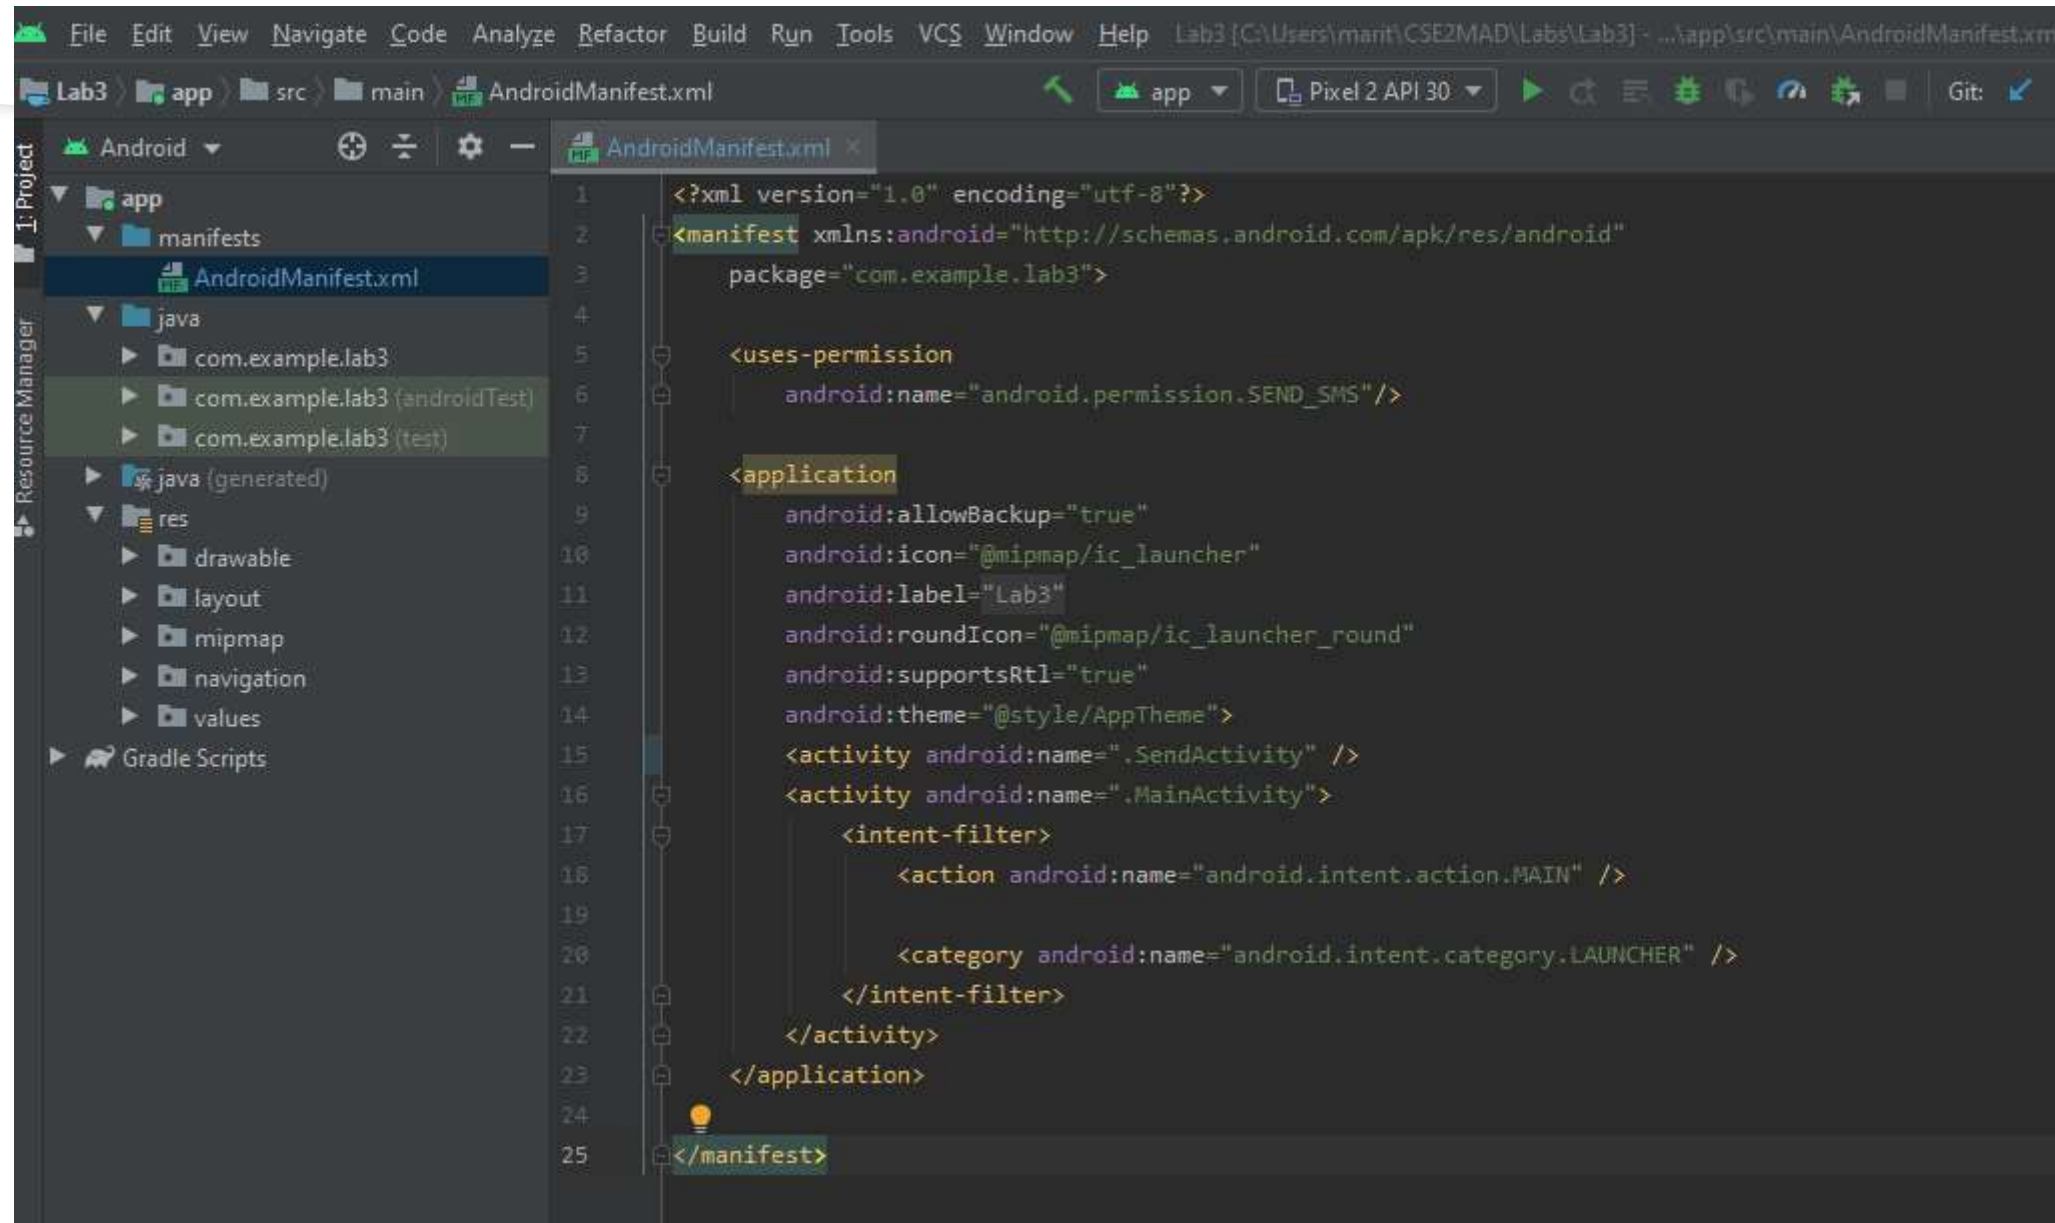 File Edit View Navigate Code Analyze Refactor Build Run Tools VCS Window Help Lab3 [C:\Users\marit\CSE2MAD\Labs\Lab3] - ...\app\src\main\AndroidManifest.xm
Lab3 app src main AndroidManifest.xml app Pixel 2 API 30 Git:
1: Project
Resource Manager
Android
app
manifests
AndroidManifest.xml
java
com.example.lab3
com.example.lab3 (androidTest)
com.example.lab3 (test)
java (generated)
res
drawable
layout
mipmap
navigation
values
Gradle Scripts
AndroidManifest.xml
1 <?xml version="1.0" encoding="utf-8"?>
2 <manifest xmlns:android="http://schemas.android.com/apk/res/android"
3 package="com.example.lab3">
4
5 <uses-permission
6 android:name="android.permission.SEND_SMS"/>
7
8 <application
9 android:allowBackup="true"
10 android:icon="@mipmap/ic_launcher"
11 android:label="Lab3"
12 android:roundIcon="@mipmap/ic_launcher_round"
13 android:supportsRtl="true"
14 android:theme="@style/AppTheme">
15 <activity android:name=".SendActivity" />
16 <activity android:name=".MainActivity">
17 <intent-filter>
18 <action android:name="android.intent.action.MAIN" />
19
20 <category android:name="android.intent.category.LAUNCHER" />
21 </intent-filter>
22 </activity>
23 </application>
24
25 </manifest>